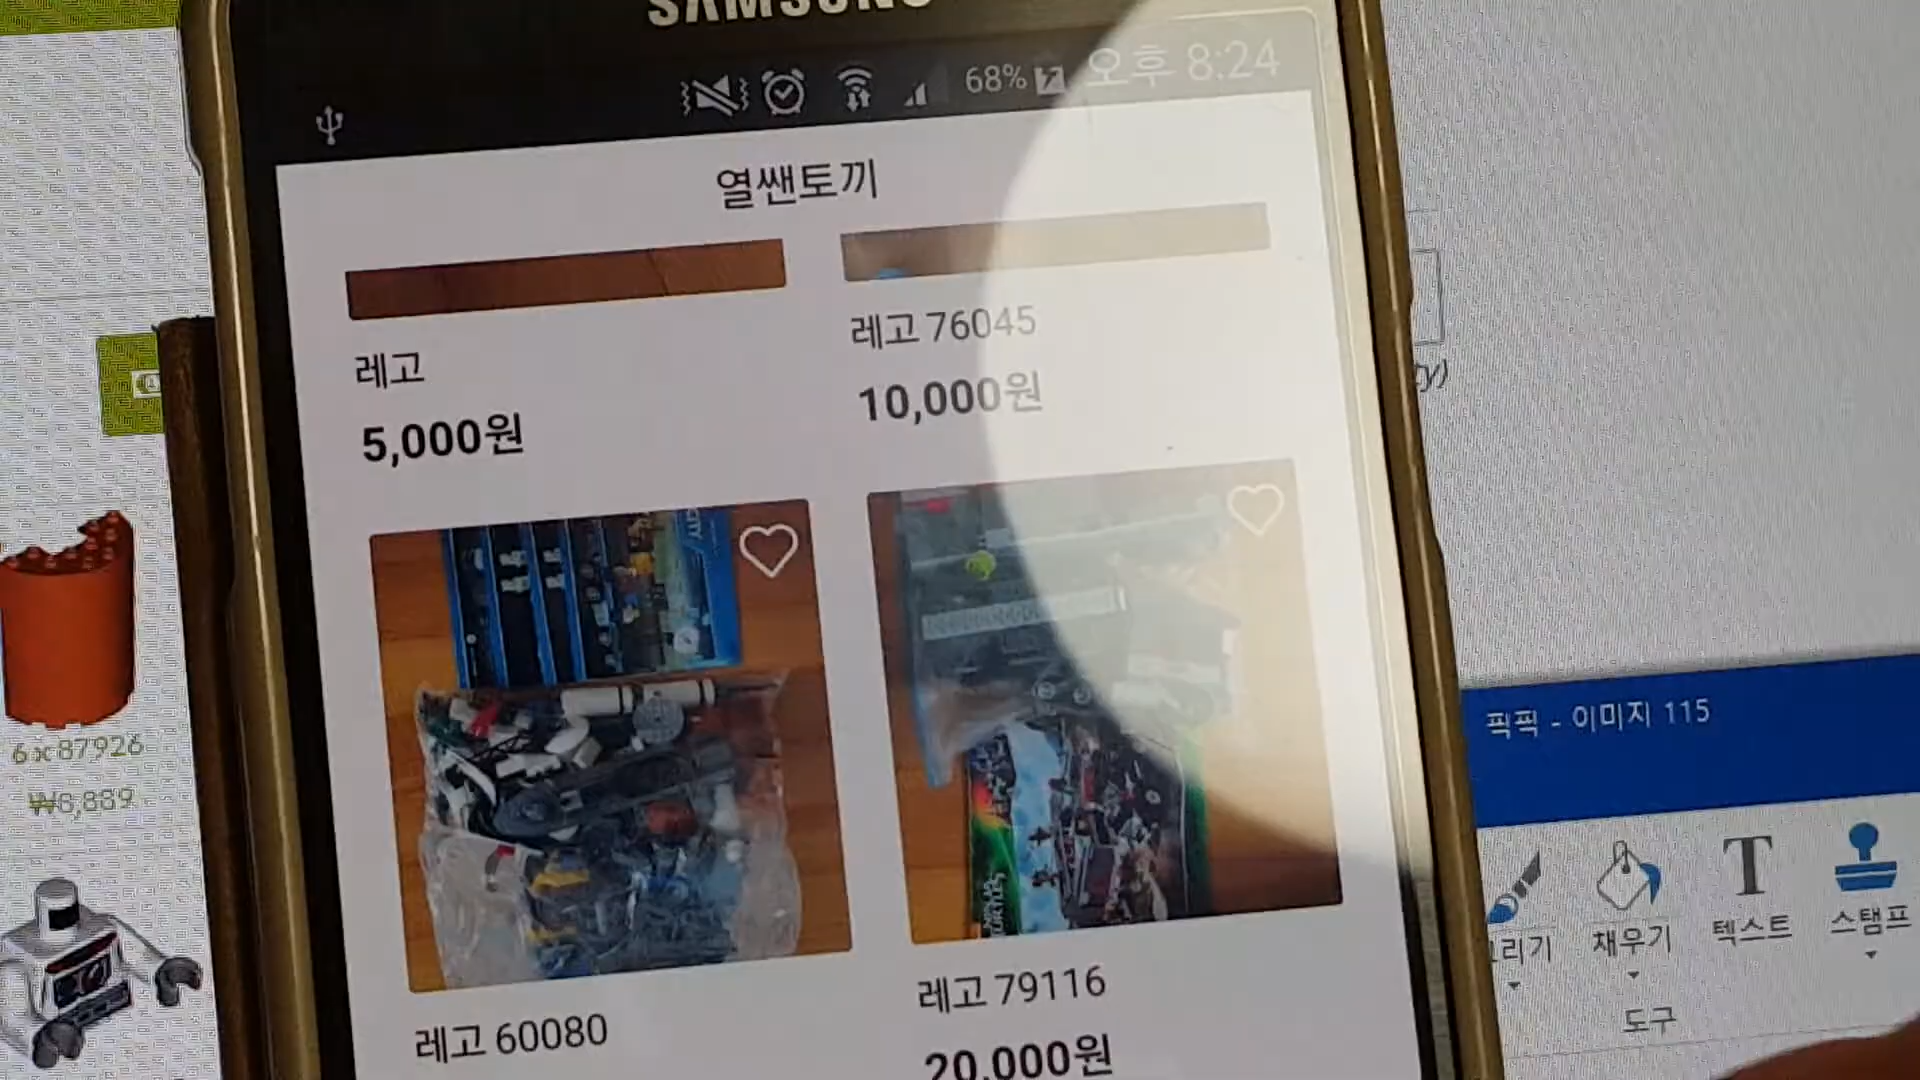 SAMSUNG
68% 오후 8:24
열쌘토끼
레고
5,000원
레고 76045
10,000원
레고 60080
레고 79116
20,000원
6 x 87926
₩8,889
픽픽 - 이미지 115
채우기
텍스트
스탬프
도구